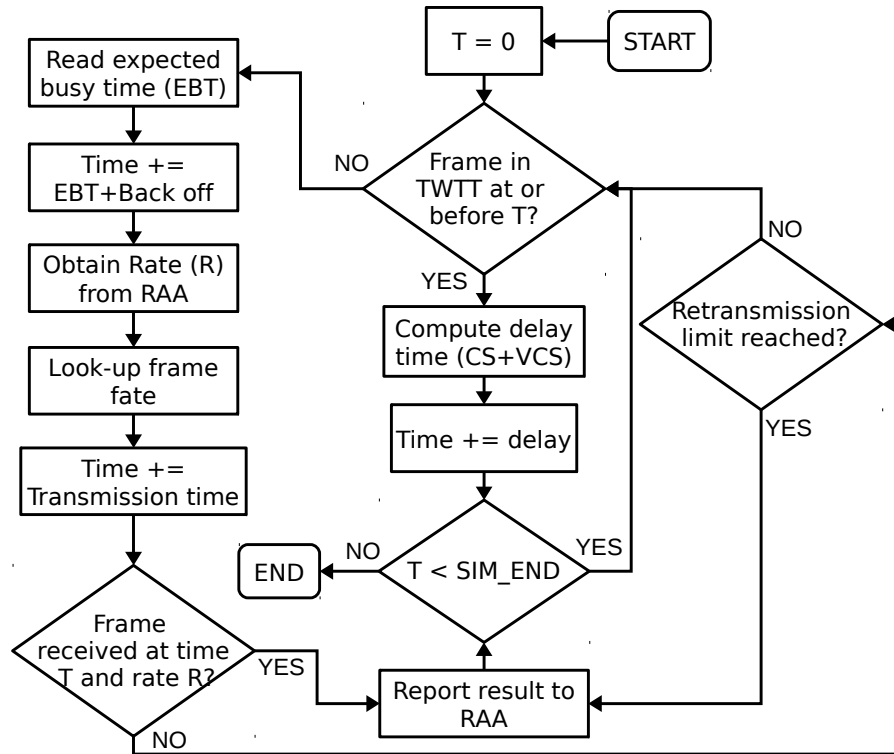 T = 0
START
Read expected
busy time (EBT)
NO
Frame in
TWTT at or
before T?
Time +=
EBT+Back off
NO
YES
Obtain Rate (R)
from RAA
Compute delay
time (CS+VCS)
Retransmission
limit reached?
Look-up frame
fate
Time += delay
YES
Time +=
Transmission time
NO
YES
END
T < SIM_END
Frame
received at time
T and rate R?
YES
Report result to
RAA
NO